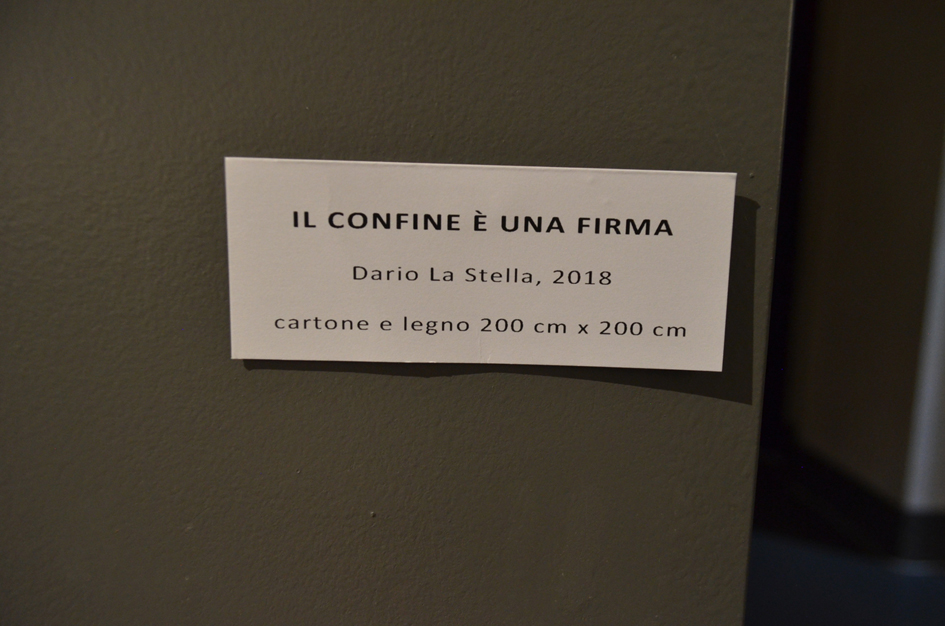 IL CONFINE È UNA FIRMA
Dario La Stella, 2018
cartone e legno 200 cm x 200 cm